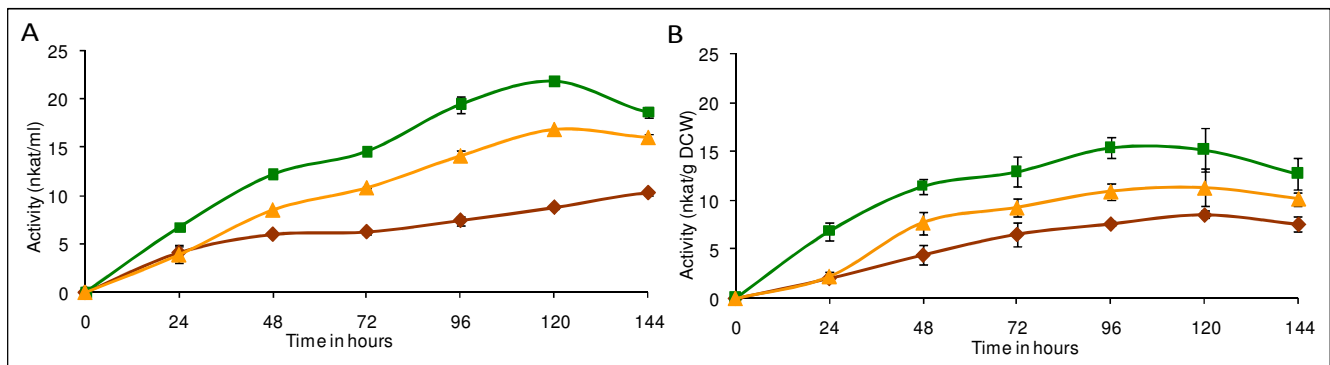 A
Activity (nkat/ml)
25
20
15
10
5
0
0 24 48 72 96 120 144
Time in hours
B
Activity (nkat/g DCW)
25
20
15
10
5
0
0 24 48 72 96 120 144
Time in hours